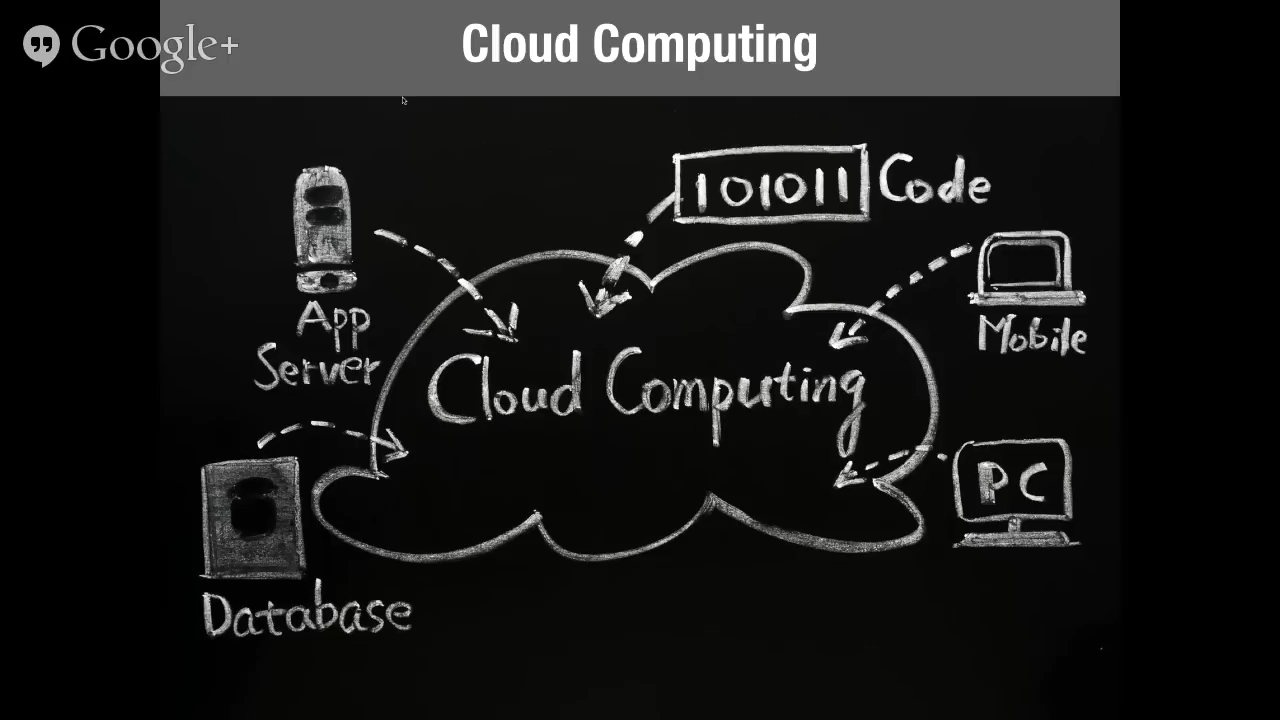 Google+
Cloud Computing
101011 Code
App
Server
Mobile
Cloud Computing
PC
Database